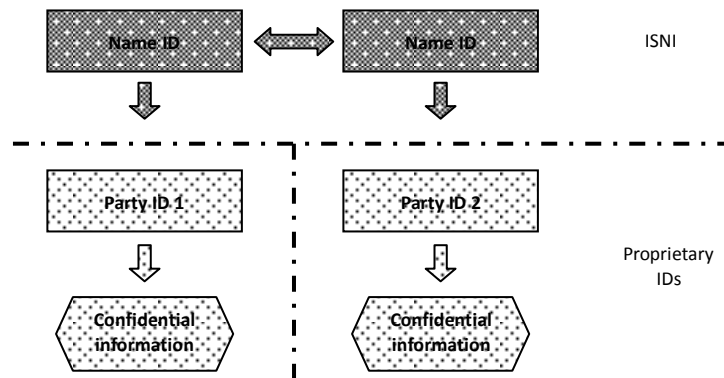 Name ID
Name ID
ISNI
Party ID 1
Party ID 2
Proprietary
IDs
Confidential
information
Confidential
information